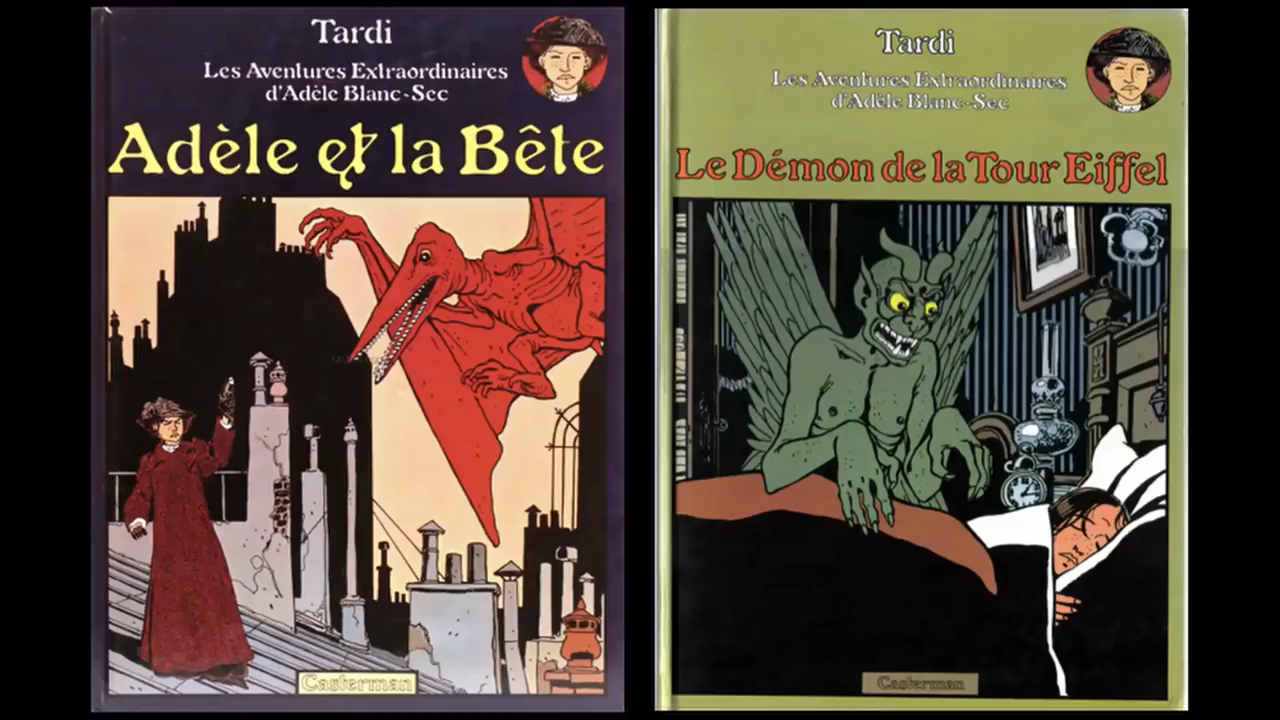 Tardi
Les Aventures Extraordinaires
d'Adèle Blanc-Sec
Adèle et la Bête
Casterman
Tardi
Les Aventures Extraordinaires
d'Adèle Blanc-Sec
Le Démon de la Tour Eiffel
Casterman